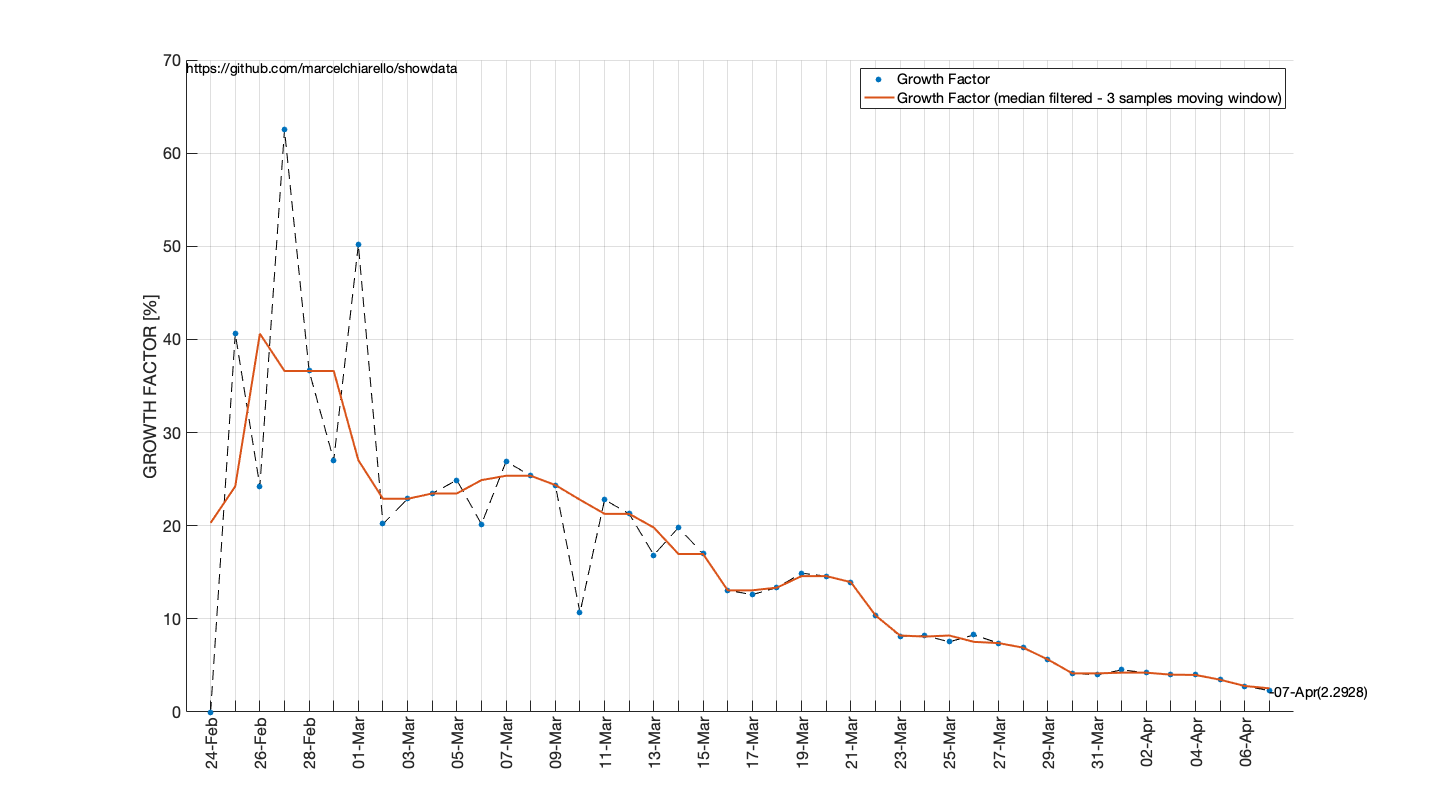 70
https://github.com/marcelchiarello/showdata
Growth Factor
Growth Factor (median filtered - 3 samples moving window)
60
50
40
30
20
10
0
GROWTH FACTOR [%]
07-Apr(2.2928)
24-Feb
26-Feb
28-Feb
01-Mar
03-Mar
05-Mar
07-Mar
09-Mar
11-Mar
13-Mar
15-Mar
17-Mar
19-Mar
21-Mar
23-Mar
25-Mar
27-Mar
29-Mar
31-Mar
02-Apr
04-Apr
06-Apr